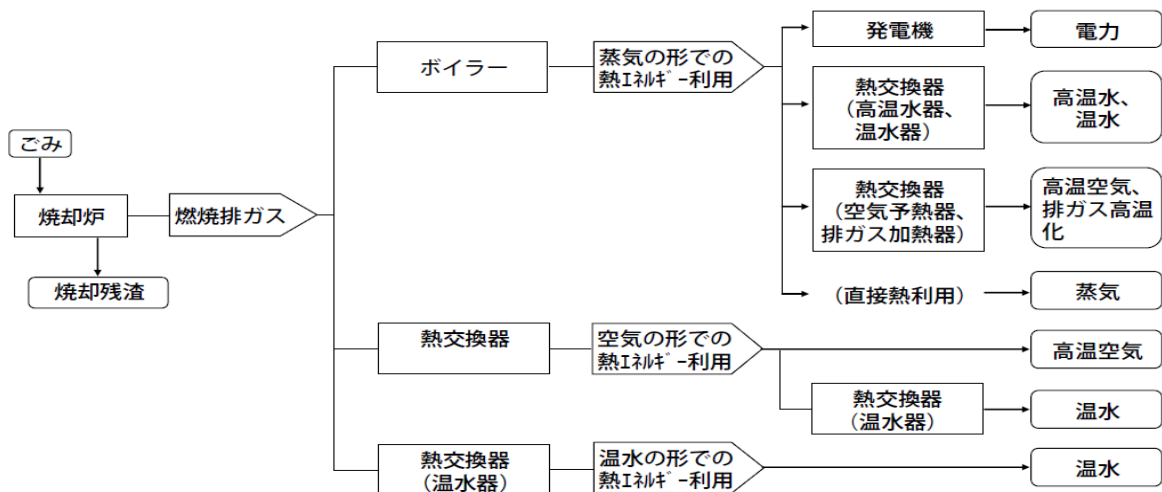 ごみ
焼却炉
焼却残渣
燃焼排ガス
ボイラー
蒸気の形での
熱ｴﾈﾙｷﾞｰ利用
発電機
電力
熱交換器
（高温水器、
温水器）
高温水、
温水
熱交換器
（空気予熱器、
排ガス加熱器）
高温空気、
排ガス高温
化
（直接熱利用）
蒸気
熱交換器
空気の形での
熱ｴﾈﾙｷﾞｰ利用
高温空気
熱交換器
（温水器）
温水
熱交換器
（温水器）
温水の形での
熱ｴﾈﾙｷﾞｰ利用
温水